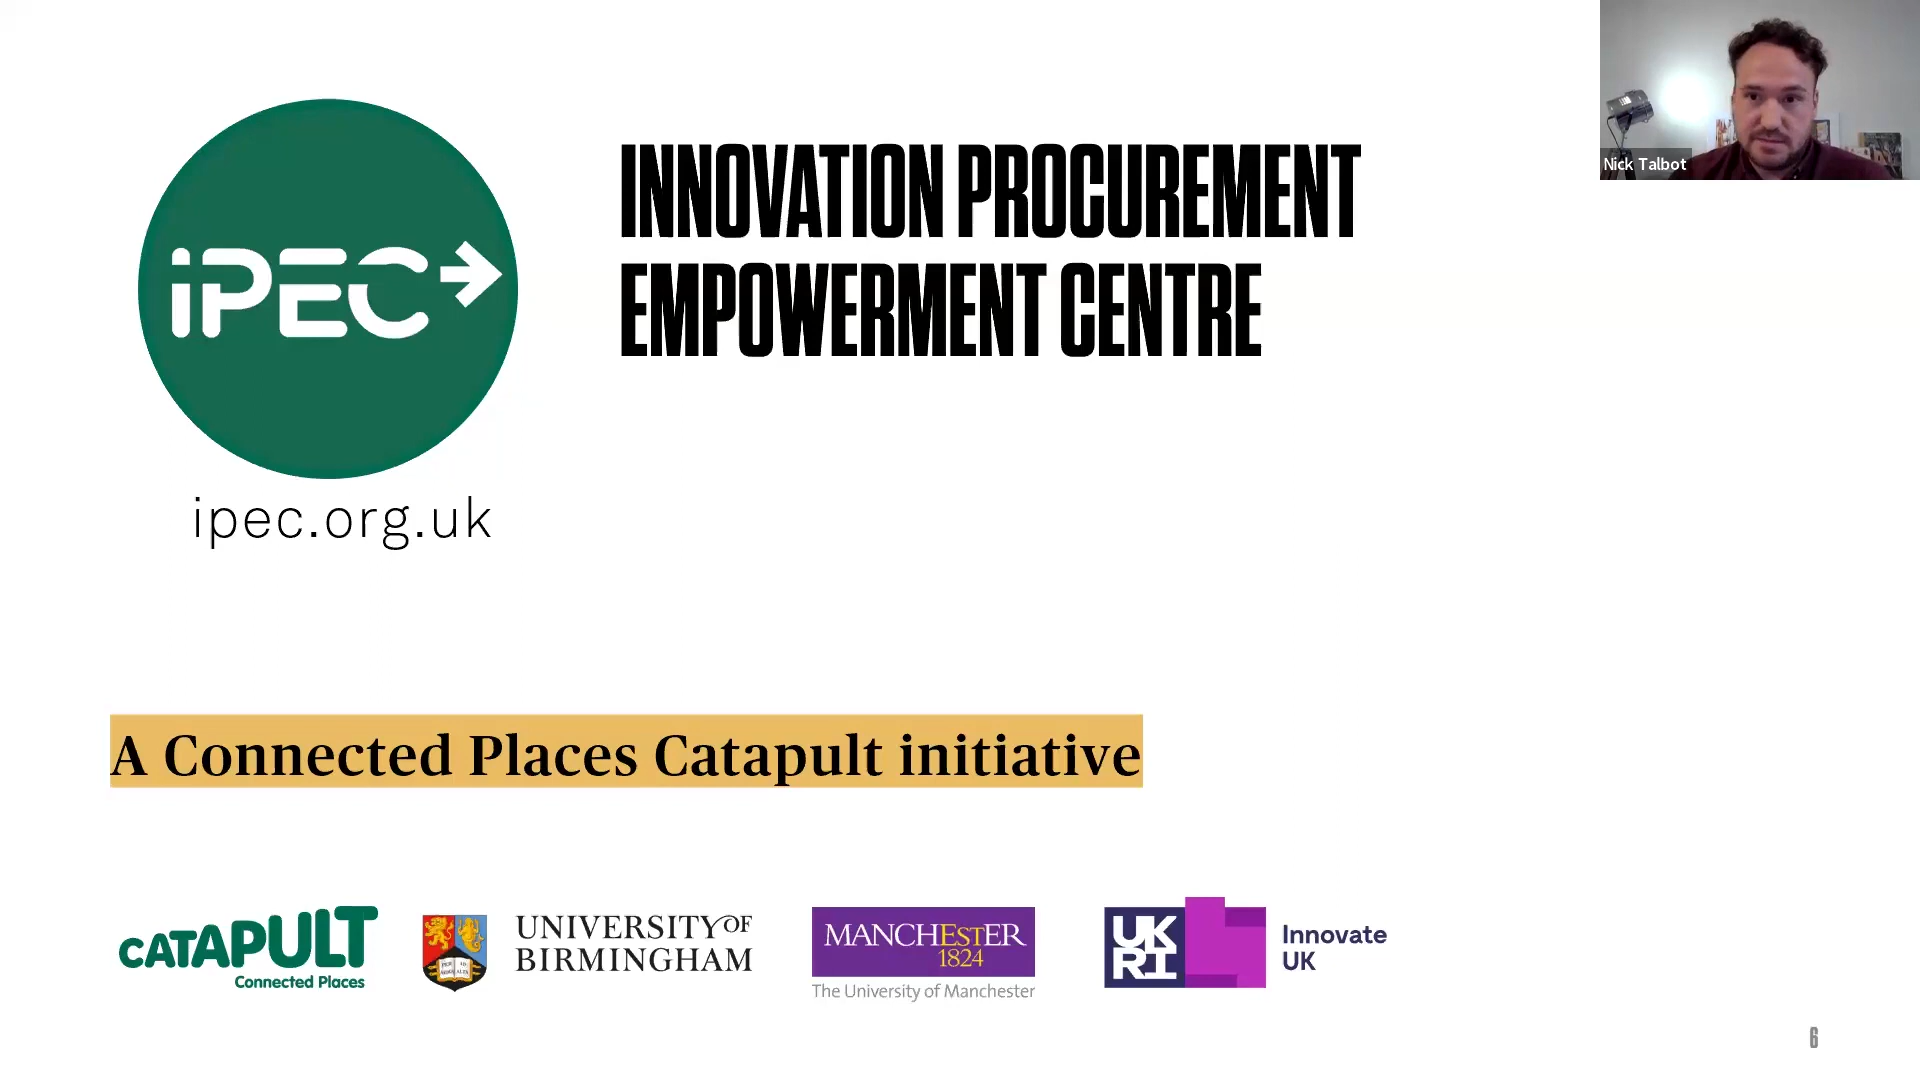 Nick Talbot
iPEC
INNOVATION PROCUREMENT
EMPOWERMENT CENTRE
ipec.org.uk
A Connected Places Catapult initiative
CATAPULT
Connected Places
UNIVERSITY OF
BIRMINGHAM
MANCHESTER
1824
The University of Manchester
UK
RI
Innovate
UK
6